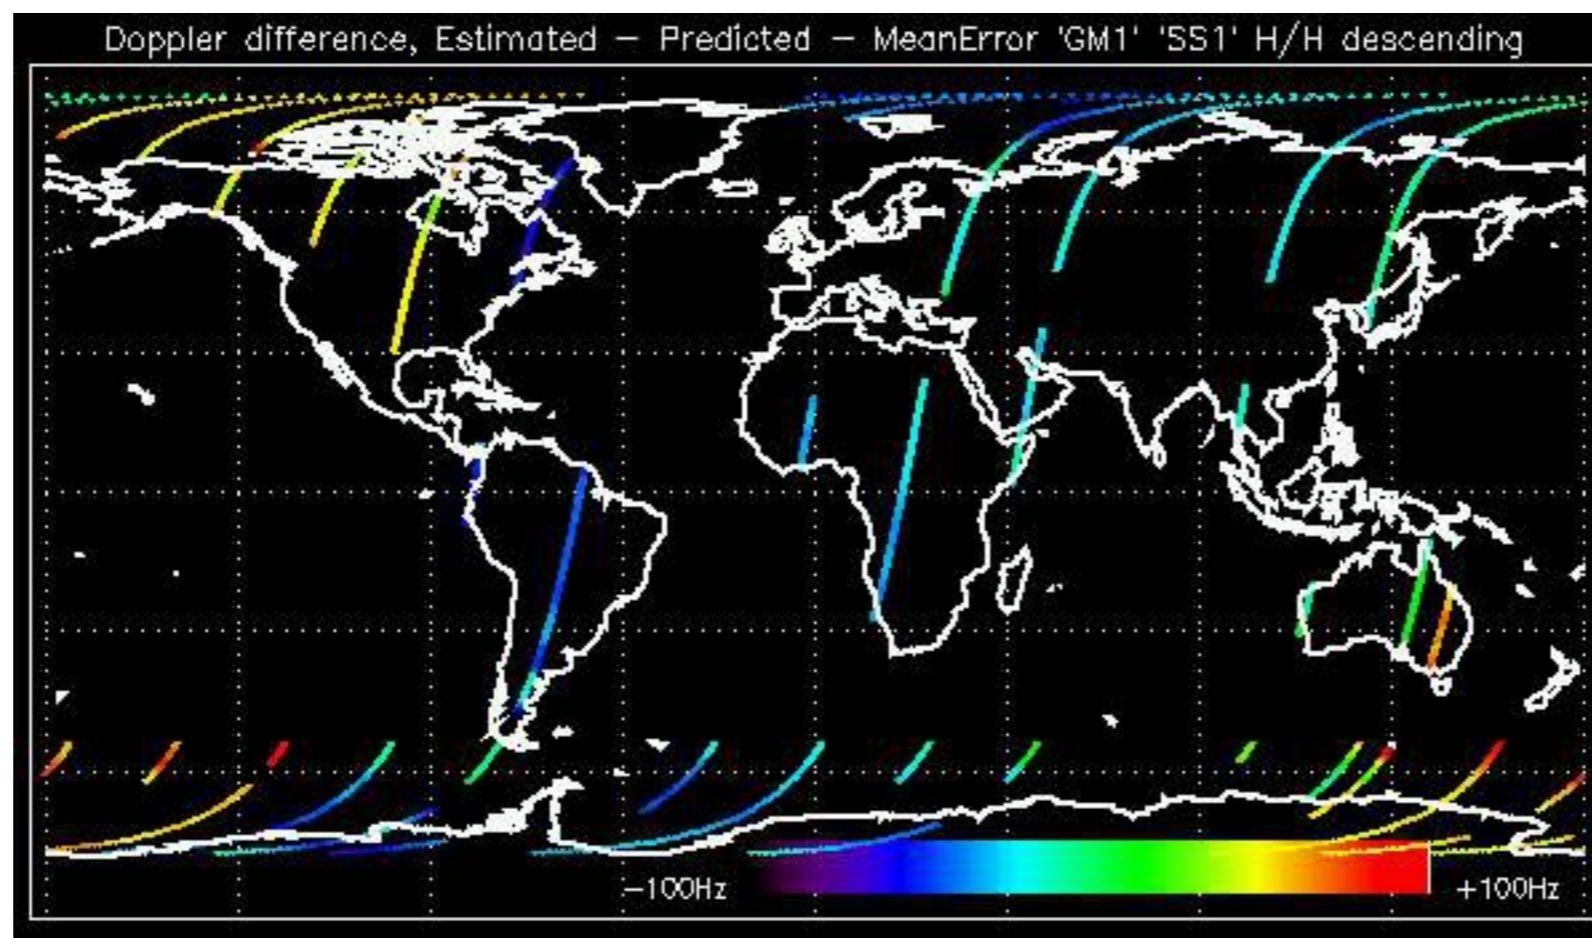 Doppler difference, Estimated – Predicted – MeanError 'GM1' 'SS1' H/H descending
–100Hz
+100Hz